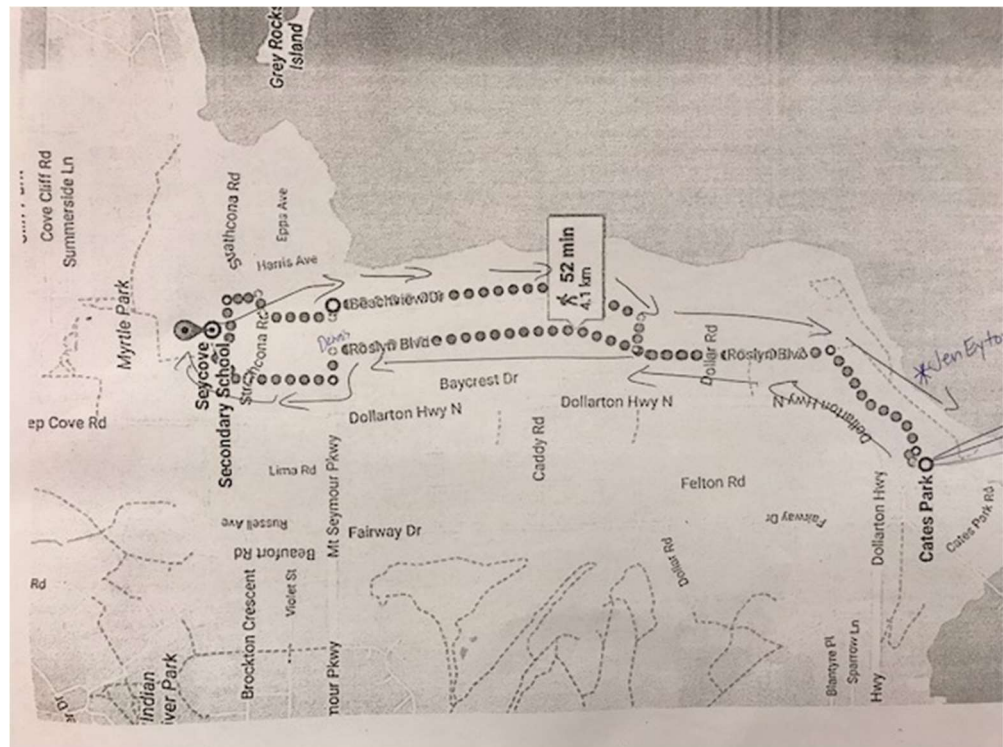 Grey Rocks
Island
Cove Cliff Rd
Summerside Ln
Strathcona Rd
Epps Ave
Harris Ave
Myrtle Park
Seycove
Secondary School
Strathcona Rd
Beachview Dr
52 min
4.1 km
Roslyn Blvd
Dollar Rd
Roslyn Blvd
*Jen Eyto
ep Cove Rd
Baycrest Dr
Dollarton Hwy N
Dollarton Hwy N
Dollarton Hwy N
Lima Rd
Mt Seymour Pkwy
Caddy Rd
Felton Rd
Russell Ave
Fairway Dr
Fairway Dr
Dollarton Hwy
Cates Park
Cates Park Rd
Beaufort Rd
Rd
Brockton Crescent
Violet St
Dollar Rd
Indian
iver Park
mour Pkwy
Blantyre Pl
Sparrow Ln
Hwy